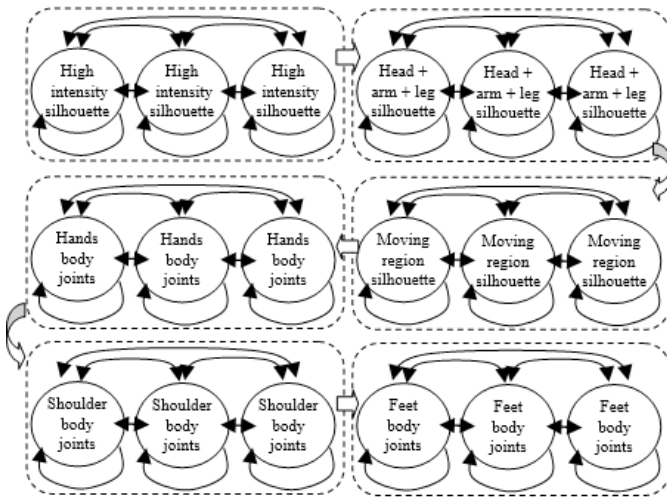 High
intensity
silhouette
High
intensity
silhouette
High
intensity
silhouette
Head +
arm + leg
silhouette
Head +
arm + leg
silhouette
Head +
arm + leg
silhouette
Hands
body
joints
Hands
body
joints
Hands
body
joints
Moving
region
silhouette
Moving
region
silhouette
Moving
region
silhouette
Shoulder
body
joints
Shoulder
body
joints
Shoulder
body
joints
Feet
body
joints
Feet
body
joints
Feet
body
joints